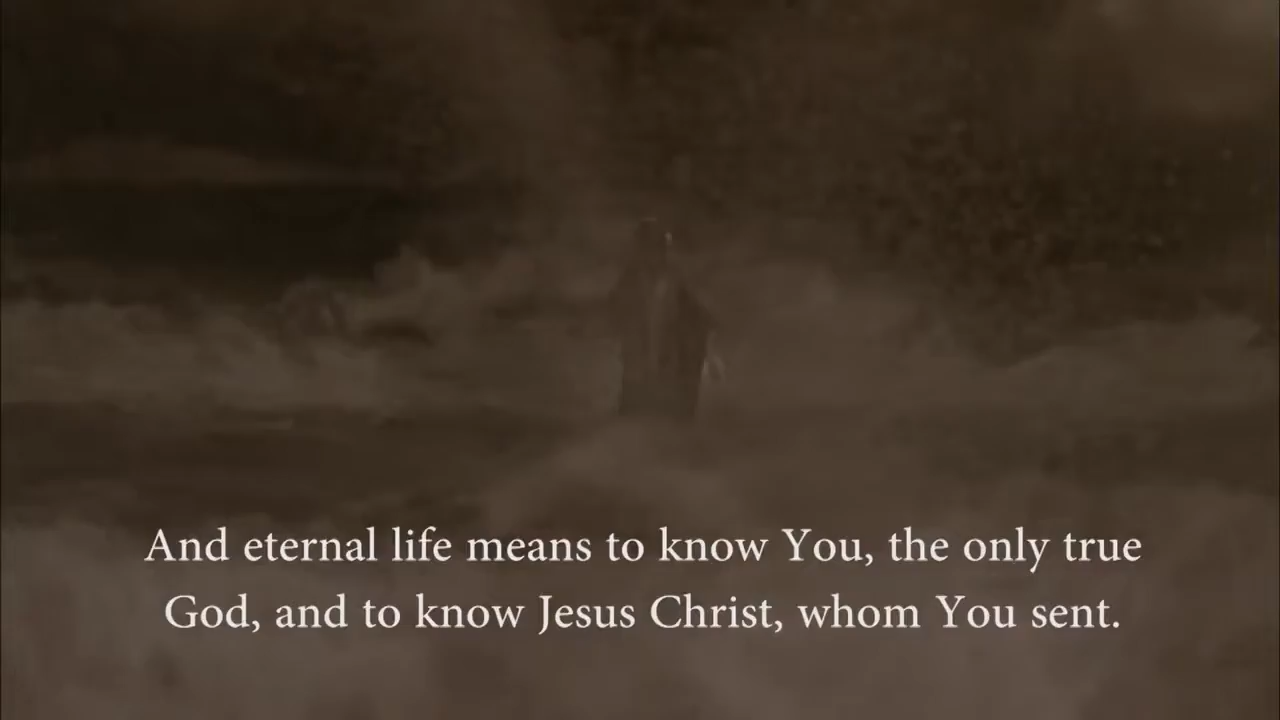 And eternal life means to know You, the only true
God, and to know Jesus Christ, whom You sent.